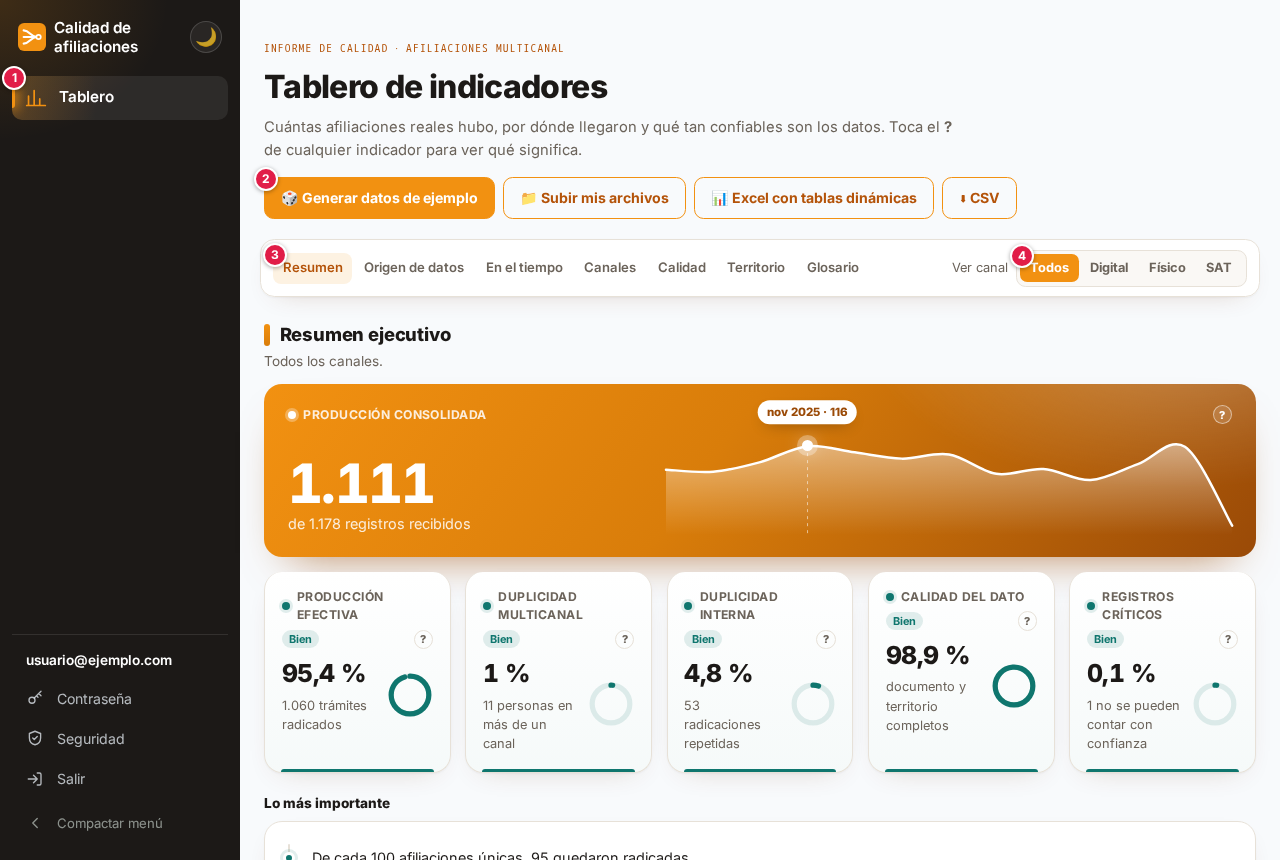 Calidad de
afiliaciones
1
Tablero
usuario@ejemplo.com
Contraseña
Seguridad
Salir
Compactar menú
INFORME DE CALIDAD · AFILIACIONES MULTICANAL
Tablero de indicadores
Cuántas afiliaciones reales hubo, por dónde llegaron y qué tan confiables son los datos. Toca el ?
de cualquier indicador para ver qué significa.
2
Generar datos de ejemplo
Subir mis archivos
Excel con tablas dinámicas
⬇ CSV
3
Resumen Origen de datos En el tiempo Canales Calidad Territorio Glosario
Ver canal
4
Todos Digital Físico SAT
Resumen ejecutivo
Todos los canales.
PRODUCCIÓN CONSOLIDADA
nov 2025 · 116
?
1.111
de 1.178 registros recibidos
PRODUCCIÓN
EFECTIVA
Bien
?
95,4 %
1.060 trámites
radicados
DUPLICIDAD
MULTICANAL
Bien
?
1 %
11 personas en
más de un
canal
DUPLICIDAD
INTERNA
Bien
?
4,8 %
53
radicaciones
repetidas
CALIDAD DEL DATO
Bien
?
98,9 %
documento y
territorio
completos
REGISTROS
CRÍTICOS
Bien
?
0,1 %
1 no se pueden
contar con
confianza
Lo más importante
De cada 100 afiliaciones únicas, 95 quedaron radicadas